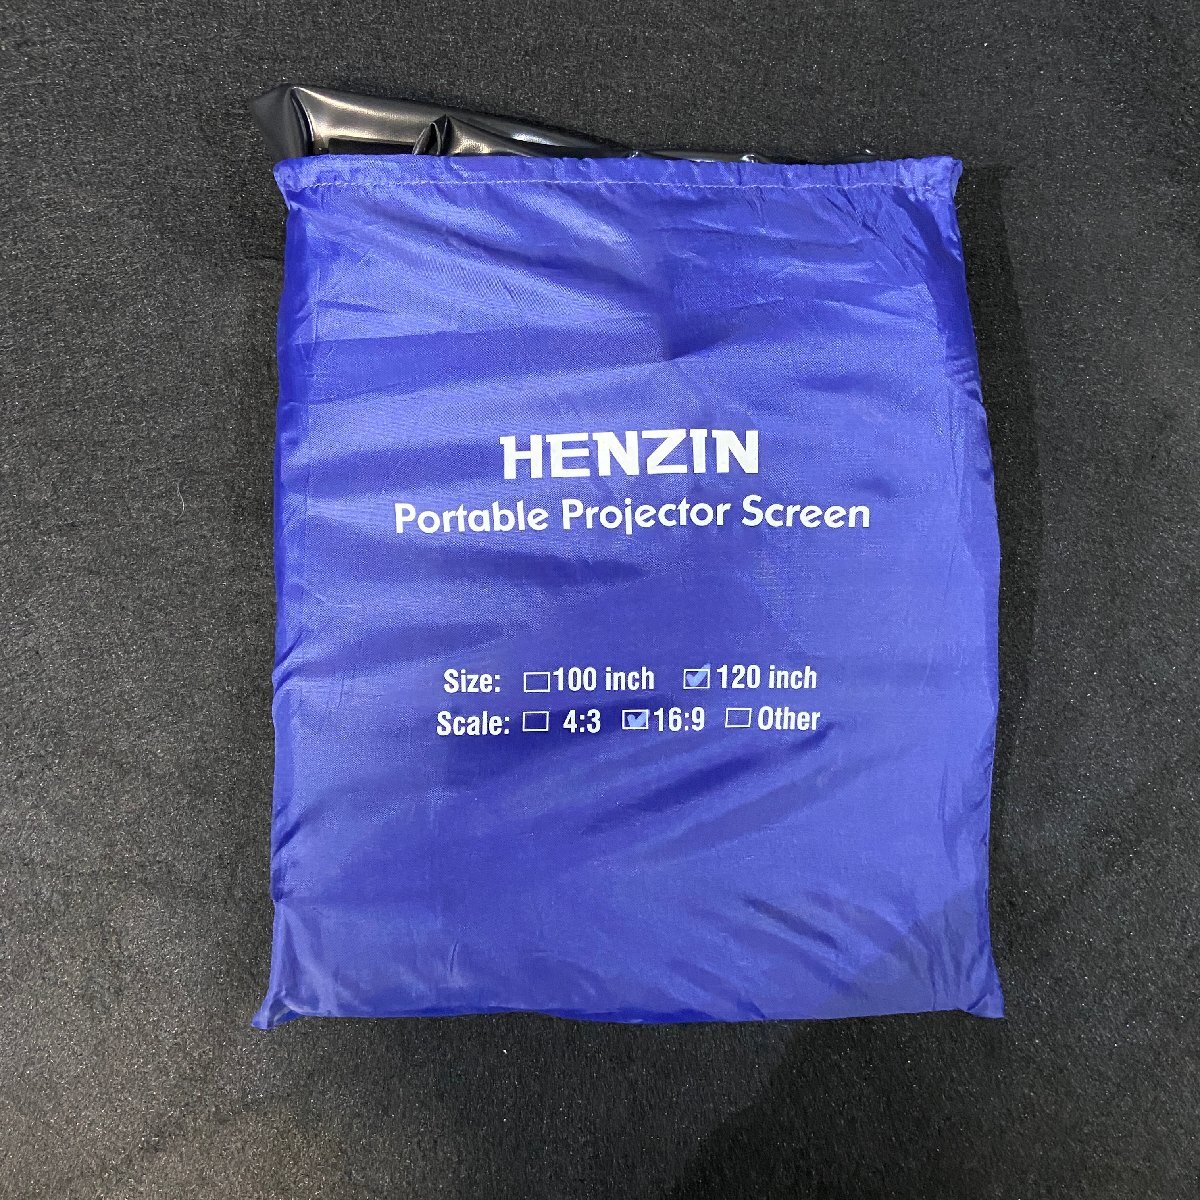 HENZIN
Portable Projector Screen
Size: ☐100 inch ☑120 inch
Scale: ☐ 4:3 ☑16:9 ☐Other